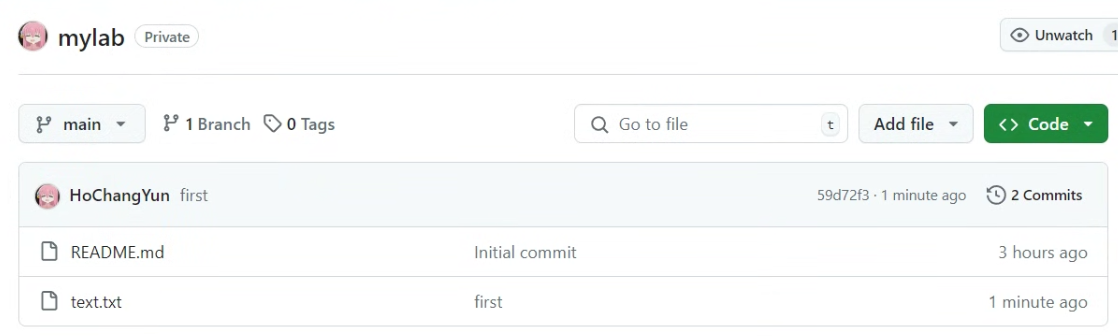 mylab Private Unwatch 1
main 1 Branch 0 Tags Go to file t Add file Code
HoChangYun first 59d72f3 · 1 minute ago 2 Commits
README.md Initial commit 3 hours ago
text.txt first 1 minute ago